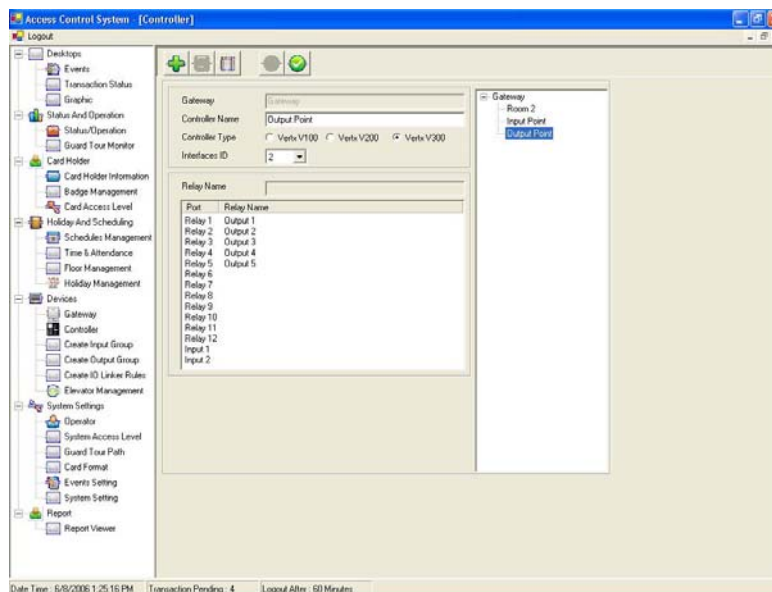 Access Control System - [Controller]
Logout
Desktops
Events
Transaction Status
Graphic
Status And Operation
Status/Operation
Guard Tour Monitor
Card Holder
Card Holder Information
Badge Management
Card Access Level
Holiday And Scheduling
Schedules Management
Time & Attendance
Floor Management
Holiday Management
Devices
Gateway
Controller
Create Input Group
Create Output Group
Create IO Linker Rules
Elevator Management
System Settings
Operator
System Access Level
Guard Tour Path
Card Format
Events Setting
System Setting
Report
Report Viewer
Gateway Gateway
Controller Name Output Point
Controller Type Vertx V100 Vertx V200 Vertx V300
Interfaces ID 2
Relay Name
Port Relay Name
Relay 1 Output 1
Relay 2 Output 2
Relay 3 Output 3
Relay 4 Output 4
Relay 5 Output 5
Relay 6
Relay 7
Relay 8
Relay 9
Relay 10
Relay 11
Relay 12
Input 1
Input 2
Gateway
Room 2
Input Point
Output Point
Date Time : 6/8/2006 1:25:16 PM Transaction Pending : 4 Logout After : 60 Minutes